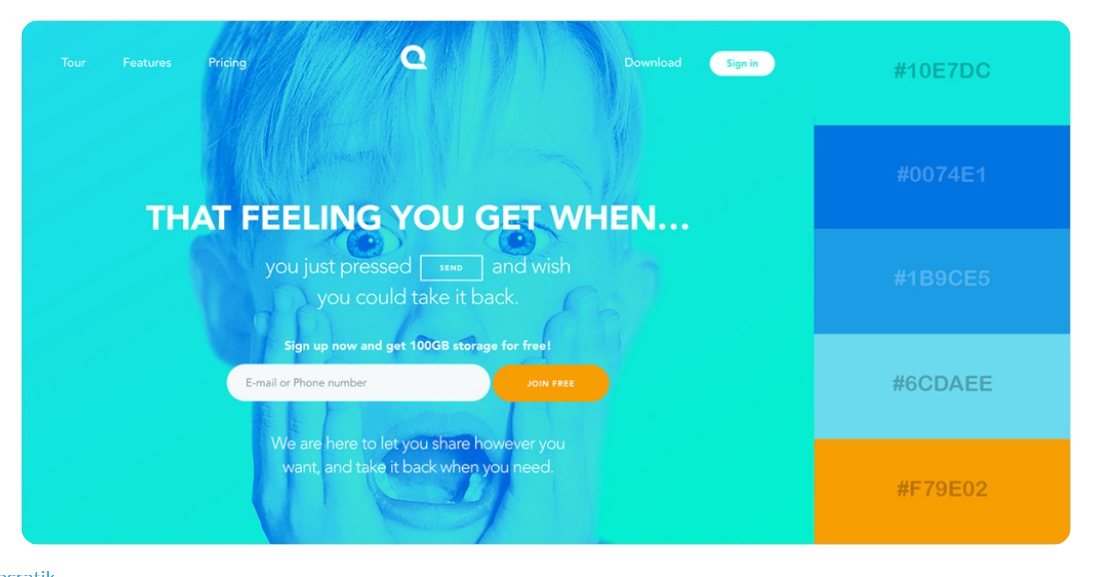 Tour Features Pricing Download Sign in
#10E7DC
#0074E1
#1B9CE5
#6CDAEE
#F79E02
THAT FEELING YOU GET WHEN...
you just pressed SEND and wish
you could take it back.
Sign up now and get 100GB storage for free!
E-mail or Phone number JOIN FREE
We are here to let you share however you
want, and take it back when you need.